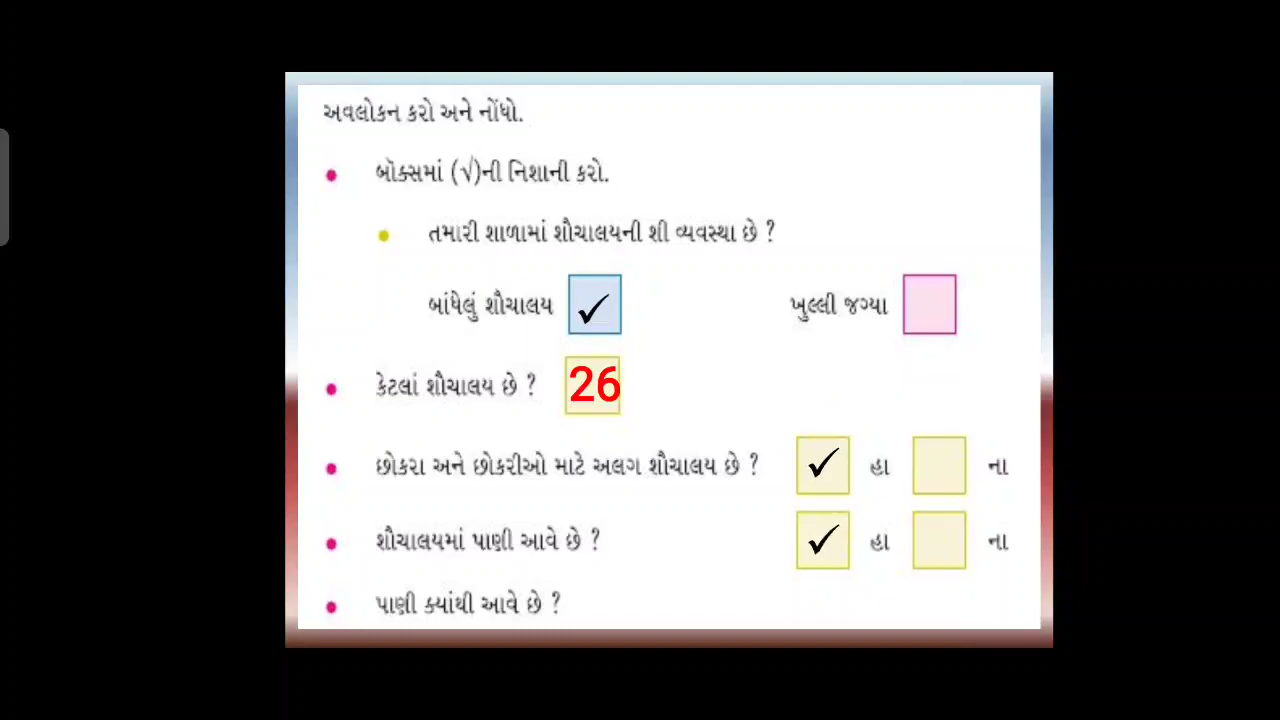 અવલોકન કરો અને નોંધો.
બૉક્સમાં (√)ની નિશાની કરો.
તમારી શાળામાં શૌચાલયની શી વ્યવસ્થા છે ?
બાંધેલું શૌચાલય ✓ ખુલ્લી જગ્યા
કેટલાં શૌચાલય છે ? 26
છોકરા અને છોકરીઓ માટે અલગ શૌચાલય છે ? ✓ હા ના
શૌચાલયમાં પાણી આવે છે ? ✓ હા ના
પાણી ક્યાંથી આવે છે ?